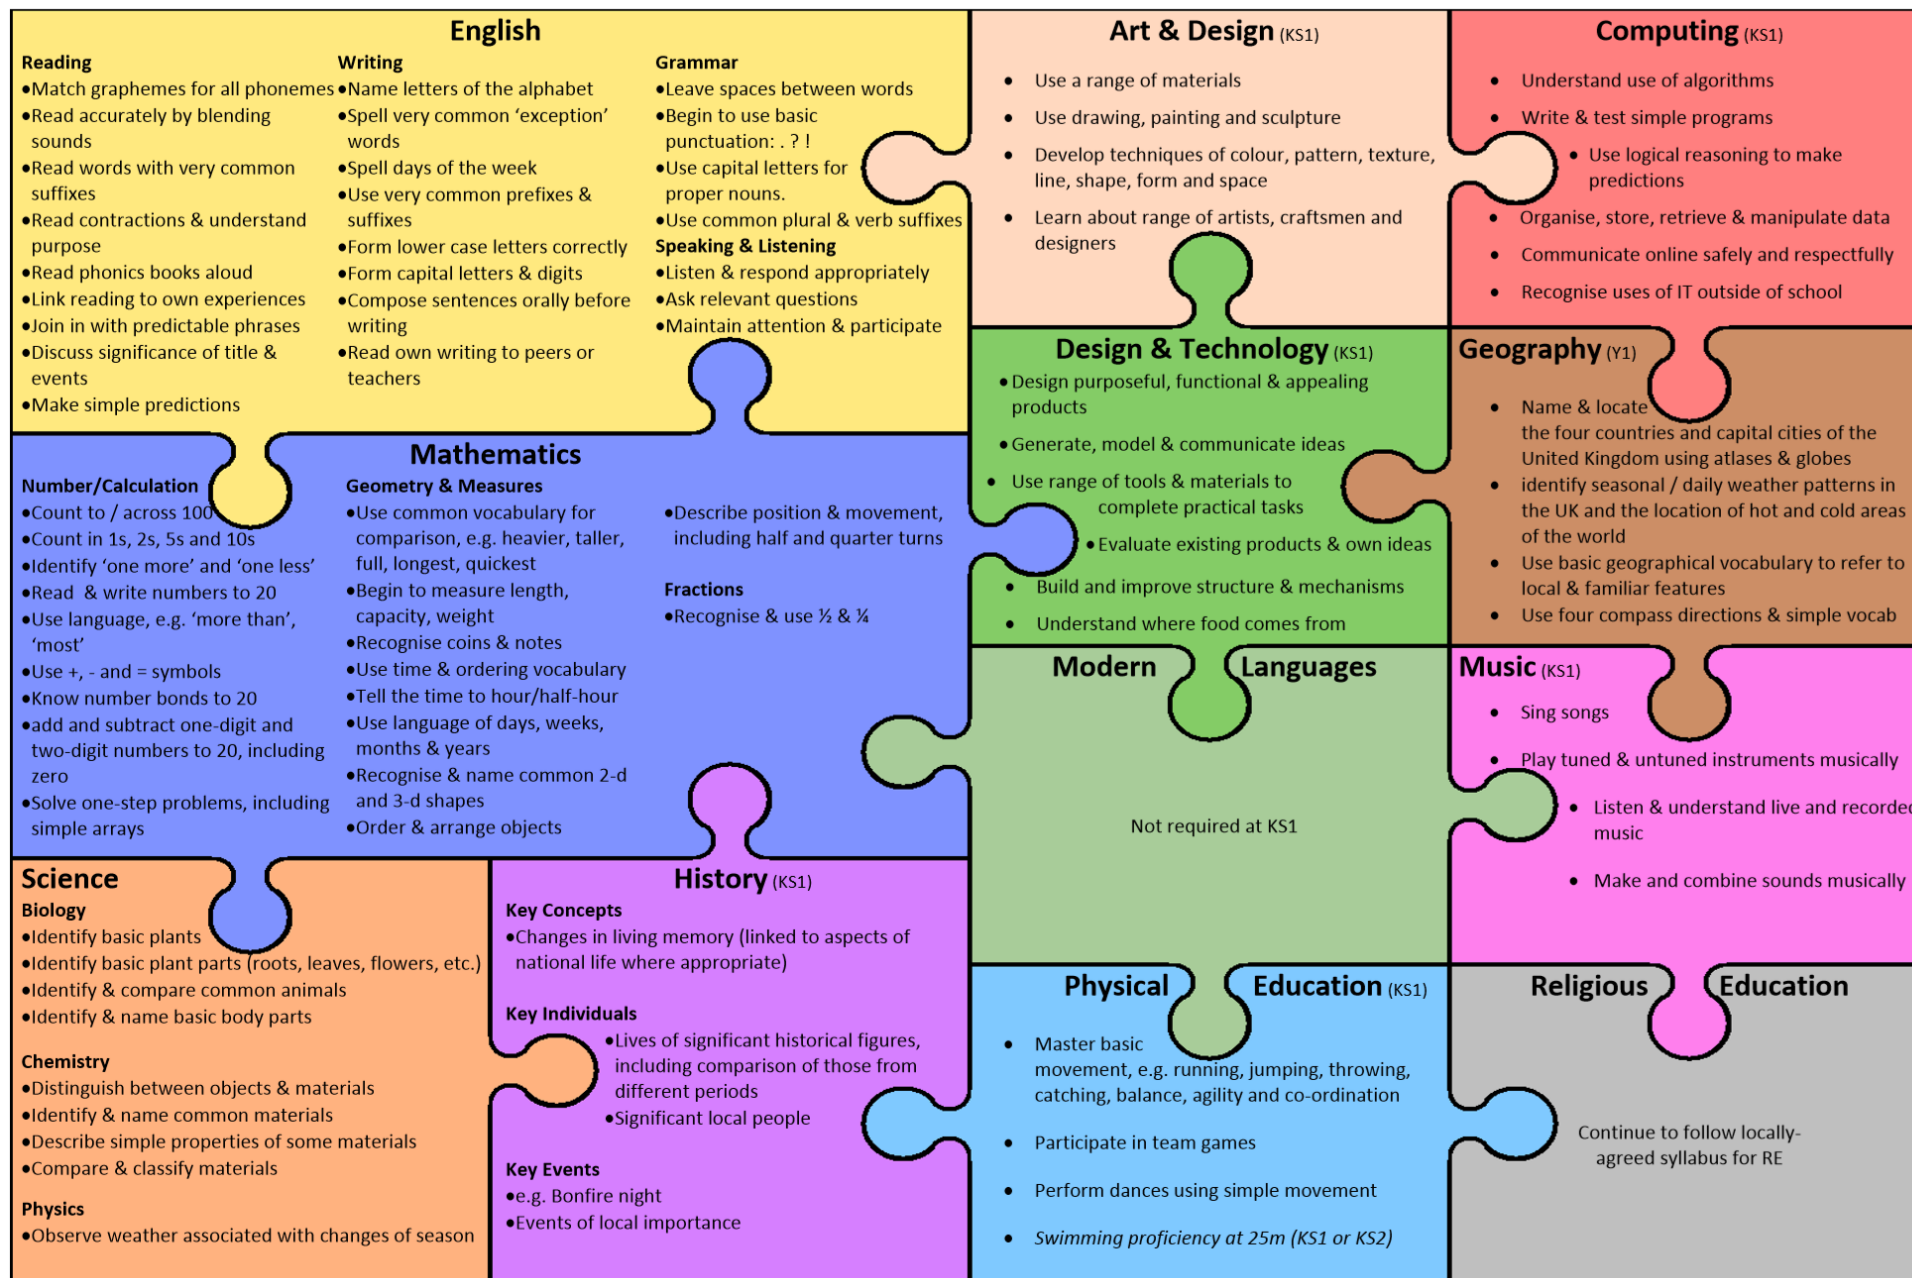 English
Reading
•Match graphemes for all phonemes
•Read accurately by blending
sounds
•Read words with very common
suffixes
•Read contractions & understand
purpose
•Read phonics books aloud
•Link reading to own experiences
•Join in with predictable phrases
•Discuss significance of title &
events
•Make simple predictions
Writing
•Name letters of the alphabet
•Spell very common ‘exception’
words
•Spell days of the week
•Use very common prefixes &
suffixes
•Form lower case letters correctly
•Form capital letters & digits
•Compose sentences orally before
writing
•Read own writing to peers or
teachers
Grammar
•Leave spaces between words
•Begin to use basic
punctuation: . ? !
•Use capital letters for
proper nouns.
•Use common plural & verb suffixes
Speaking & Listening
•Listen & respond appropriately
•Ask relevant questions
•Maintain attention & participate
Art & Design (KS1)
• Use a range of materials
• Use drawing, painting and sculpture
• Develop techniques of colour, pattern, texture,
line, shape, form and space
• Learn about range of artists, craftsmen and
designers
Computing (KS1)
• Understand use of algorithms
• Write & test simple programs
• Use logical reasoning to make
predictions
• Organise, store, retrieve & manipulate data
• Communicate online safely and respectfully
• Recognise uses of IT outside of school
Mathematics
Number/Calculation
•Count to / across 100
•Count in 1s, 2s, 5s and 10s
•Identify ‘one more’ and ‘one less’
•Read & write numbers to 20
•Use language, e.g. ‘more than’,
‘most’
•Use +, - and = symbols
•Know number bonds to 20
•add and subtract one-digit and
two-digit numbers to 20, including
zero
•Solve one-step problems, including
simple arrays
Geometry & Measures
•Use common vocabulary for
comparison, e.g. heavier, taller,
full, longest, quickest
•Begin to measure length,
capacity, weight
•Recognise coins & notes
•Use time & ordering vocabulary
•Tell the time to hour/half-hour
•Use language of days, weeks,
months & years
•Recognise & name common 2-d
and 3-d shapes
•Order & arrange objects
•Describe position & movement,
including half and quarter turns
Fractions
•Recognise & use ½ & ¼
Design & Technology (KS1)
•Design purposeful, functional & appealing
products
•Generate, model & communicate ideas
• Use range of tools & materials to
complete practical tasks
•Evaluate existing products & own ideas
• Build and improve structure & mechanisms
• Understand where food comes from
Geography (Y1)
• Name & locate
the four countries and capital cities of the
United Kingdom using atlases & globes
• identify seasonal / daily weather patterns in
the UK and the location of hot and cold areas
of the world
• Use basic geographical vocabulary to refer to
local & familiar features
• Use four compass directions & simple vocab
Modern Languages
Not required at KS1
Music (KS1)
• Sing songs
• Play tuned & untuned instruments musically
• Listen & understand live and recorded
music
• Make and combine sounds musically
Science
Biology
•Identify basic plants
•Identify basic plant parts (roots, leaves, flowers, etc.)
•Identify & compare common animals
•Identify & name basic body parts
Chemistry
•Distinguish between objects & materials
•Identify & name common materials
•Describe simple properties of some materials
•Compare & classify materials
Physics
•Observe weather associated with changes of season
History (KS1)
Key Concepts
•Changes in living memory (linked to aspects of
national life where appropriate)
Key Individuals
•Lives of significant historical figures,
including comparison of those from
different periods
•Significant local people
Key Events
•e.g. Bonfire night
•Events of local importance
Physical Education (KS1)
• Master basic
movement, e.g. running, jumping, throwing,
catching, balance, agility and co-ordination
• Participate in team games
• Perform dances using simple movement
• Swimming proficiency at 25m (KS1 or KS2)
Religious Education
Continue to follow locally-
agreed syllabus for RE